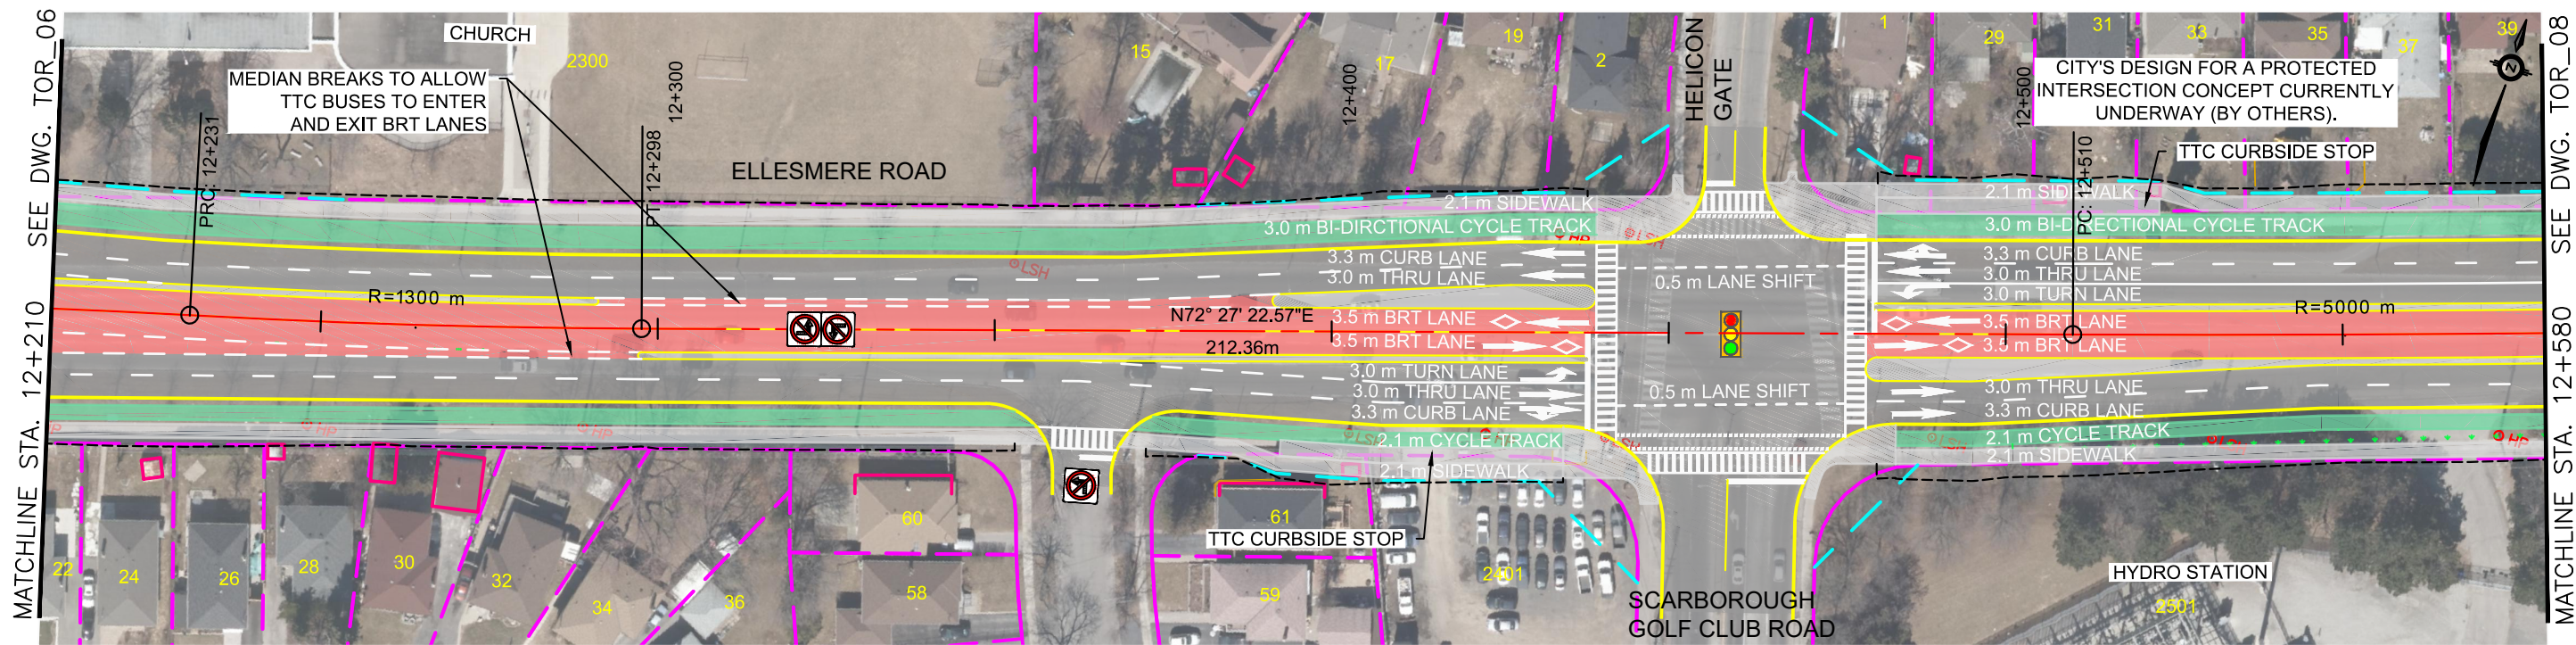 MATCHLINE STA. 12+210 SEE DWG. TOR_06
CHURCH
2300
MEDIAN BREAKS TO ALLOW
TTC BUSES TO ENTER
AND EXIT BRT LANES
PRC: 12+231
PT: 12+298
12+300
ELLESMERE ROAD
15
12+400
17
19
2
HELICON
GATE
1
29
31
33
35
37
39
N
12+500
CITY'S DESIGN FOR A PROTECTED
INTERSECTION CONCEPT CURRENTLY
UNDERWAY (BY OTHERS).
PC: 12+510
TTC CURBSIDE STOP
2.1 m SIDEWALK
3.0 m BI-DIRCTIONAL CYCLE TRACK
HP
LSH
LSH
3.3 m CURB LANE
3.0 m THRU LANE
R=1300 m
N72° 27' 22.57"E
212.36m
3.5 m BRT LANE
3.5 m BRT LANE
3.0 m TURN LANE
3.0 m THRU LANE
3.3 m CURB LANE
2.1 m CYCLE TRACK
2.1 m SIDEWALK
0.5 m LANE SHIFT
0.5 m LANE SHIFT
2.1 m SIDEWALK
3.0 m BI-DIRECTIONAL CYCLE TRACK
3.3 m CURB LANE
3.0 m THRU LANE
3.0 m TURN LANE
3.5 m BRT LANE
3.5 m BRT LANE
R=5000 m
3.0 m THRU LANE
3.3 m CURB LANE
2.1 m CYCLE TRACK
2.1 m SIDEWALK
HP
HP
HP
LSH
LSH
LSH
HP
22
24
26
28
30
32
34
36
60
58
61
59
TTC CURBSIDE STOP
2401
SCARBOROUGH
GOLF CLUB ROAD
HYDRO STATION
2501
MATCHLINE STA. 12+580 SEE DWG. TOR_08